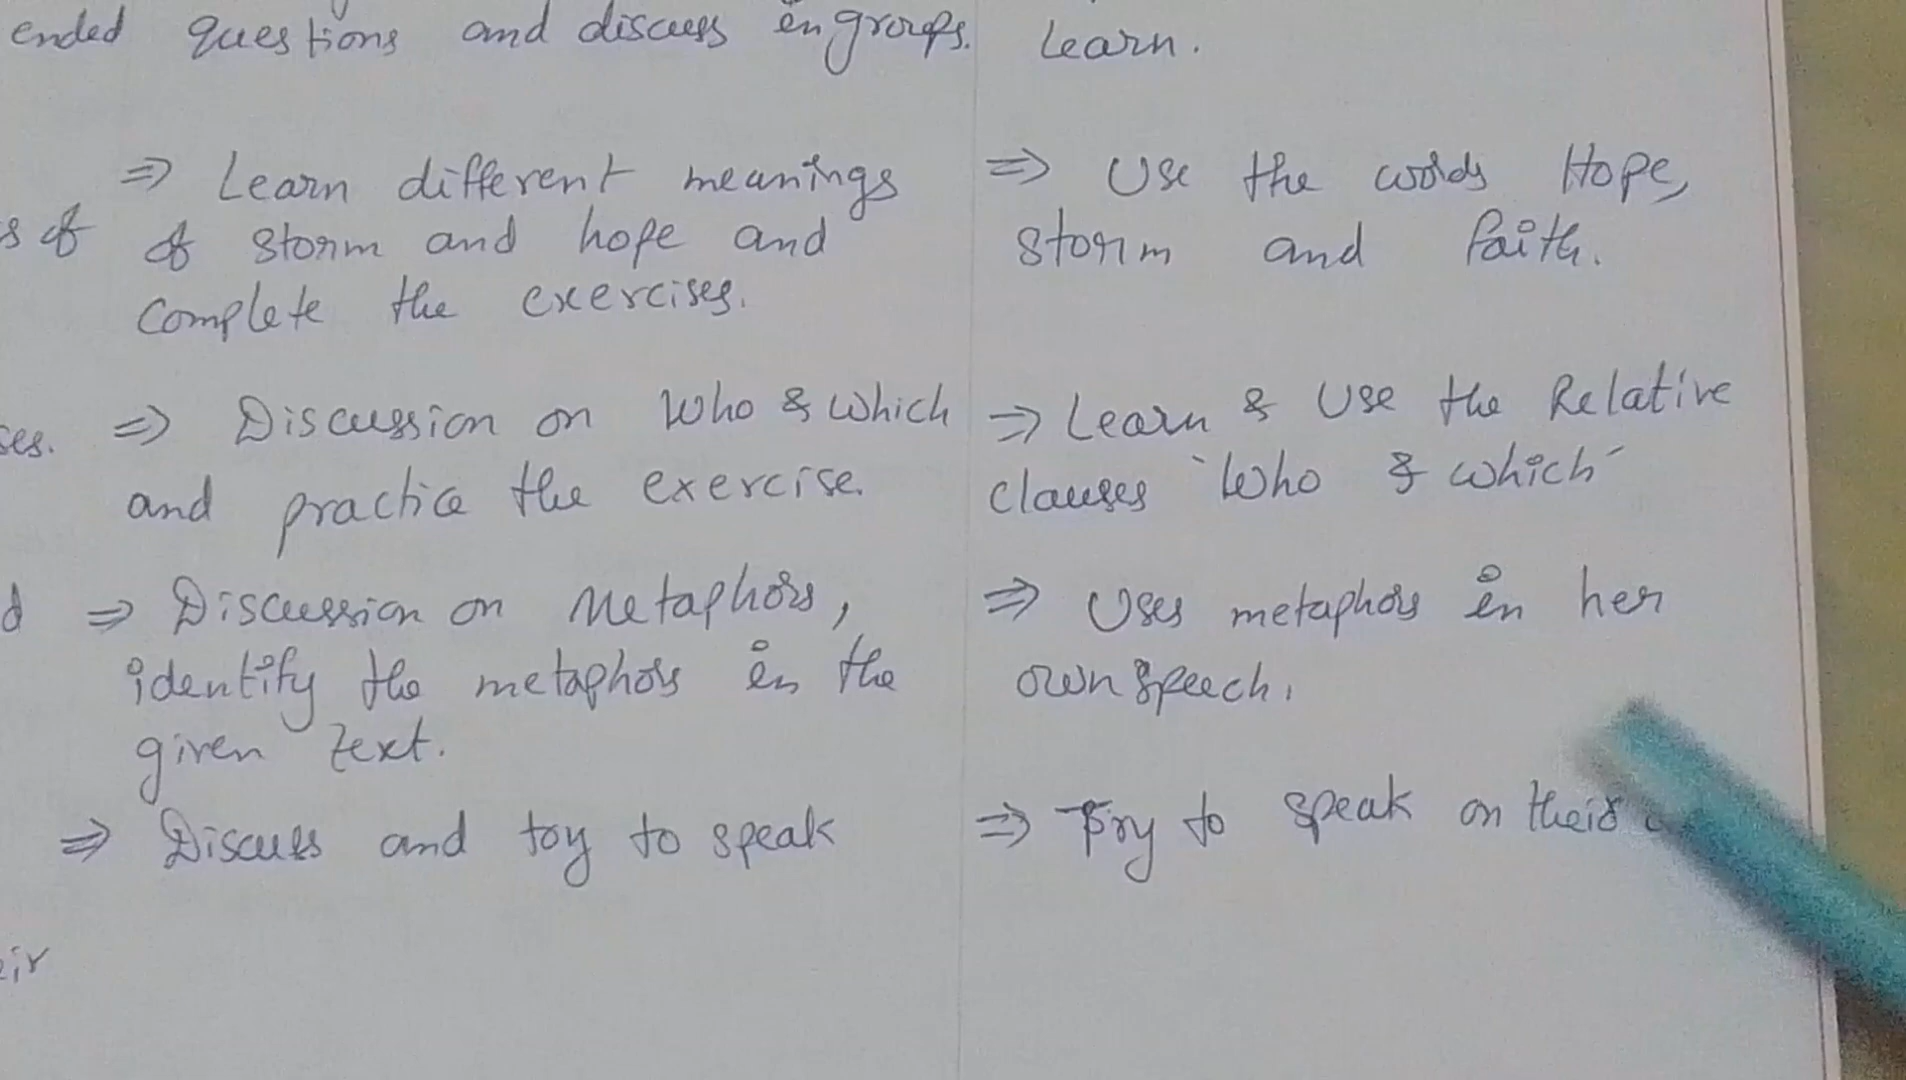 ended questions and discuss in groups.
⇒ Learn different meanings
of storm and hope and
complete the exercises.
⇒ Discussion on Who & Which
and practice the exercise.
⇒ Discussion on Metaphors,
identify the metaphors in the
given text.
⇒ Discuss and try to speak
Learn.
⇒ Use the words Hope,
storm and faith.
⇒ Learn & Use the Relative
clauses 'Who & which'
⇒ Uses metaphors in her
own speech.
⇒ Try to speak on their